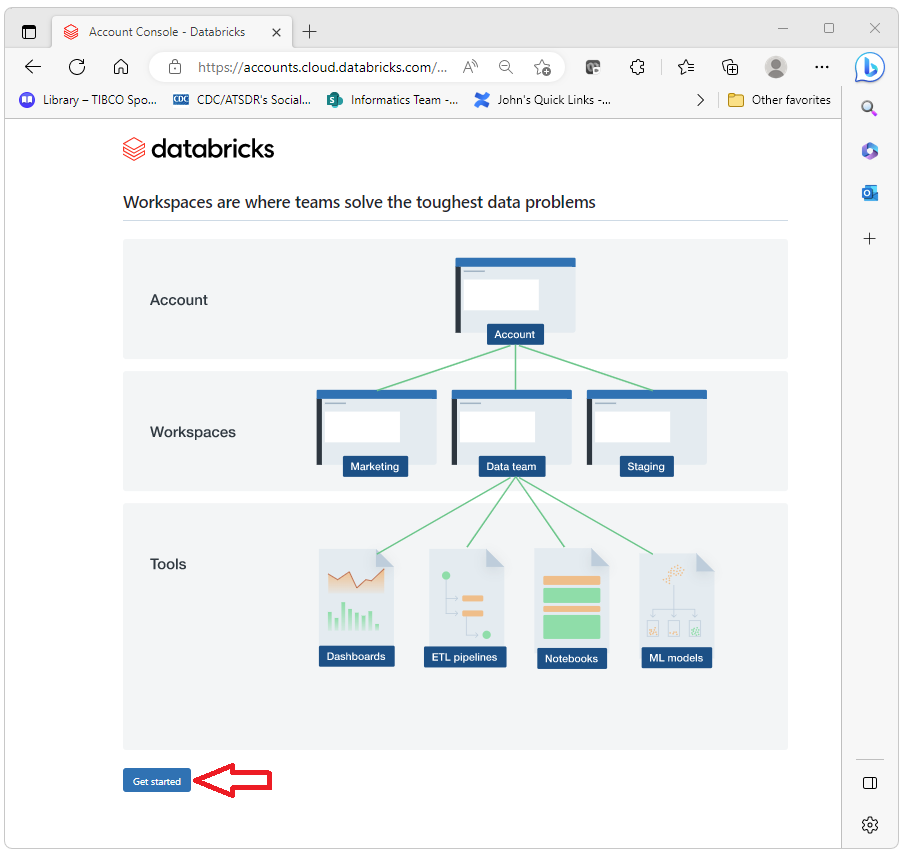 Account Console - Databricks
https://accounts.cloud.databricks.com/...
Library – TIBCO Spo...
CDC CDC/ATSDR's Social...
Informatics Team -...
John's Quick Links -...
Other favorites
databricks
Workspaces are where teams solve the toughest data problems
Account
Account
Workspaces
Marketing
Data team
Staging
Tools
Dashboards
ETL pipelines
Notebooks
ML models
Get started